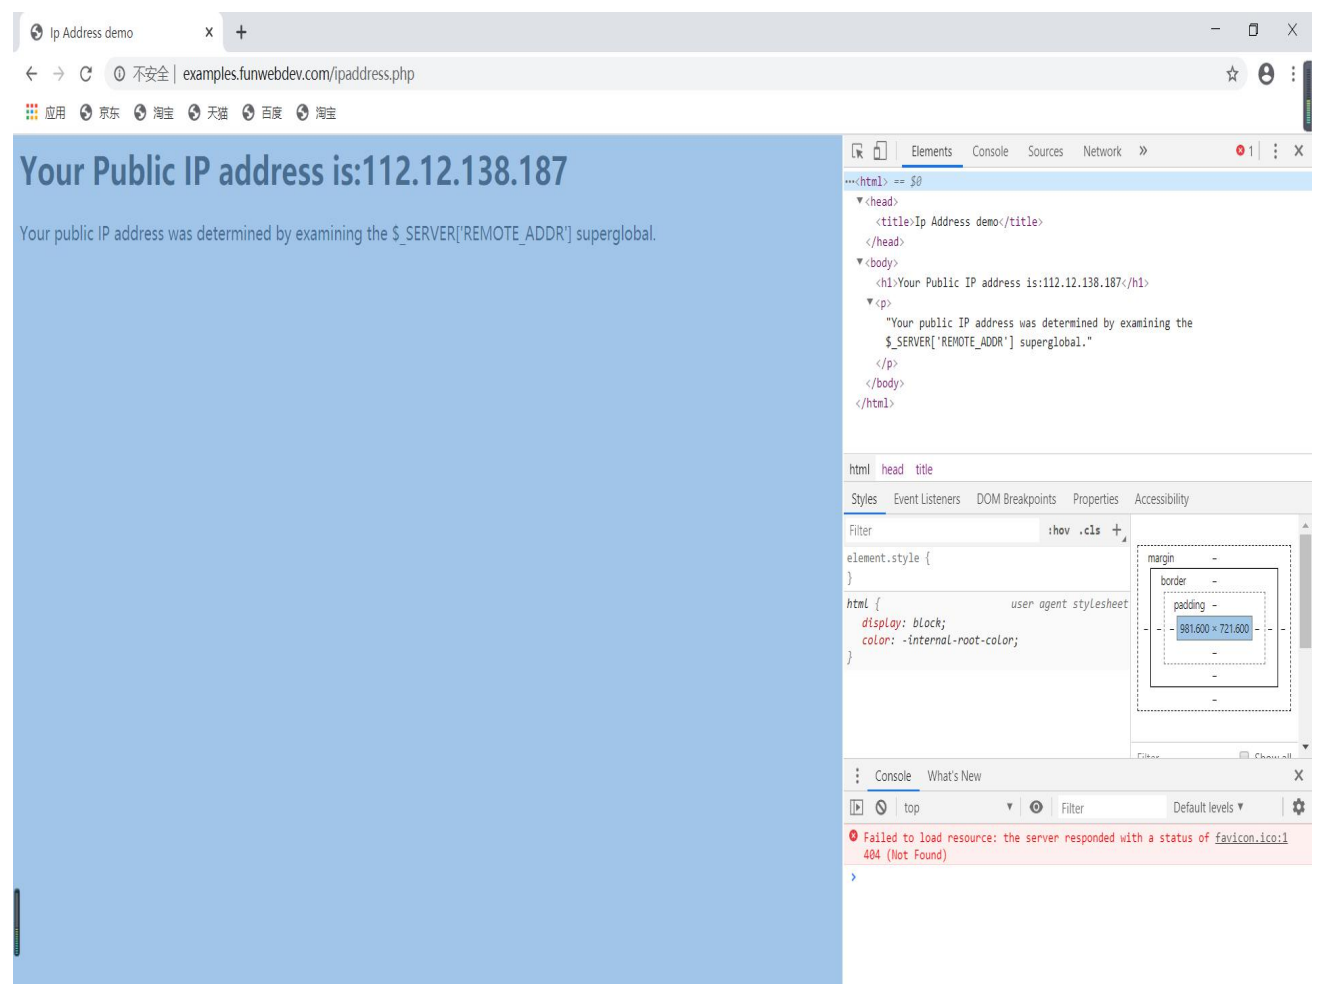 Ip Address demo
不安全 | examples.funwebdev.com/ipaddress.php
应用 京东 淘宝 天猫 百度 淘宝
Your Public IP address is:112.12.138.187
Your public IP address was determined by examining the $_SERVER['REMOTE_ADDR'] superglobal.
Elements Console Sources Network » 1
···<html> == $0
▼<head>
<title>Ip Address demo</title>
</head>
▼<body>
<h1>Your Public IP address is:112.12.138.187</h1>
▼<p>
"Your public IP address was determined by examining the
$_SERVER['REMOTE_ADDR'] superglobal."
</p>
</body>
</html>
html head title
Styles Event Listeners DOM Breakpoints Properties Accessibility
Filter :hov .cls +
element.style {
}
html { user agent stylesheet
display: block;
color: -internal-root-color;
}
margin -
border -
padding -
- - - 981.600 × 721.600 - - -
-
-
-
Filter Show all
Console What's New
top Filter Default levels ▼
Failed to load resource: the server responded with a status of favicon.ico:1
404 (Not Found)